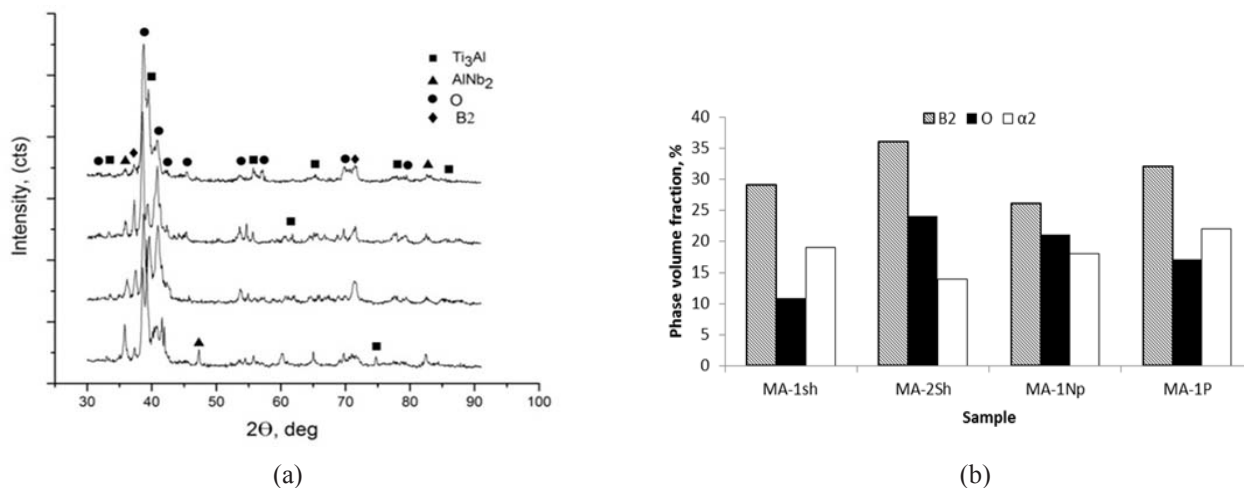 Intensity, (cts)
■ Ti₃Al
▲ AlNb₂
● O
◆ B2
30 40 50 60 70 80 90 100
2Θ, deg
(a)
B2 O α2
Phase volume fraction, %
40
35
30
25
20
15
10
5
0
MA-1sh MA-2Sh MA-1Np MA-1P
Sample
(b)